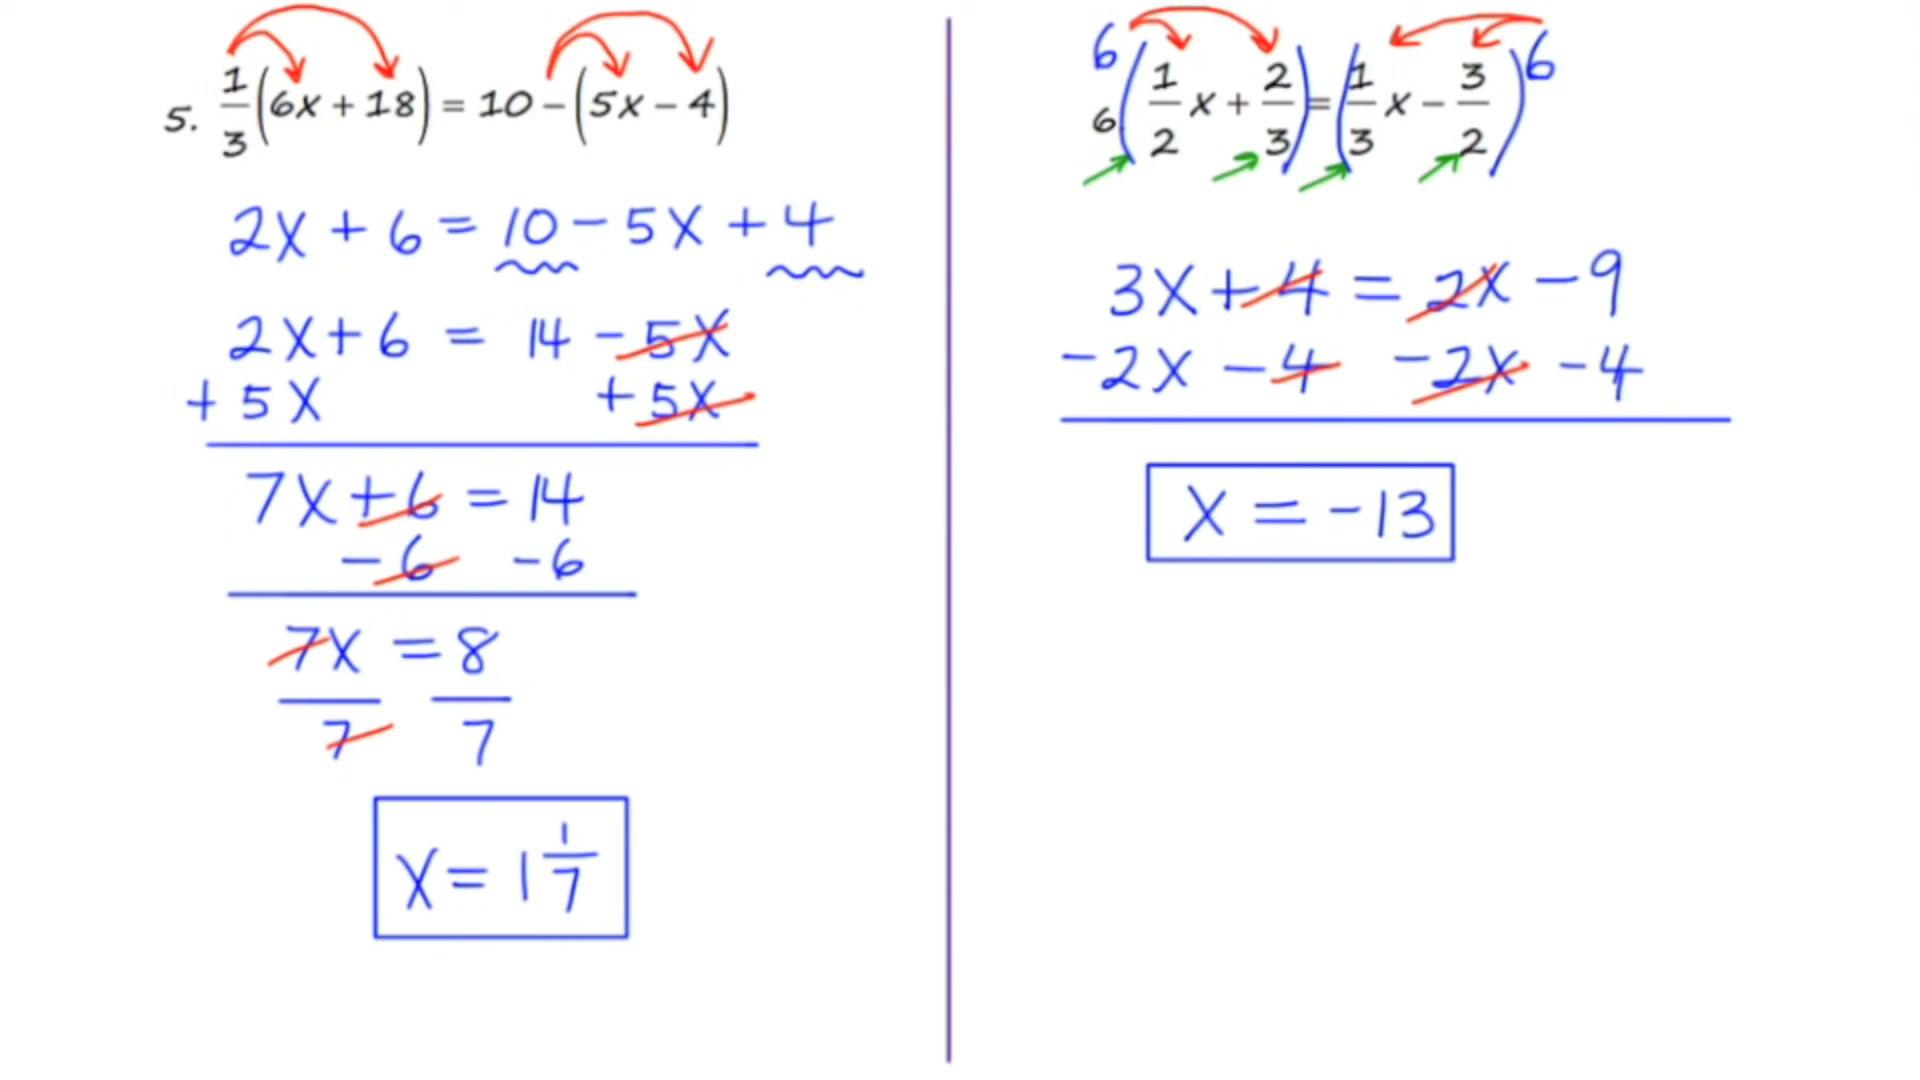 5. 1/3(6x + 18) = 10 - (5x - 4)
2x + 6 = 10 - 5x + 4
2x + 6 = 14 - 5x
+ 5x + 5x
7x + 6 = 14
- 6 - 6
7x = 8
7 7
x = 1 1/7
6 6
6. (1/2 x + 2/3) = (1/3 x - 3/2)
3x + 4 = 2x - 9
- 2x - 4 - 2x - 4
x = -13